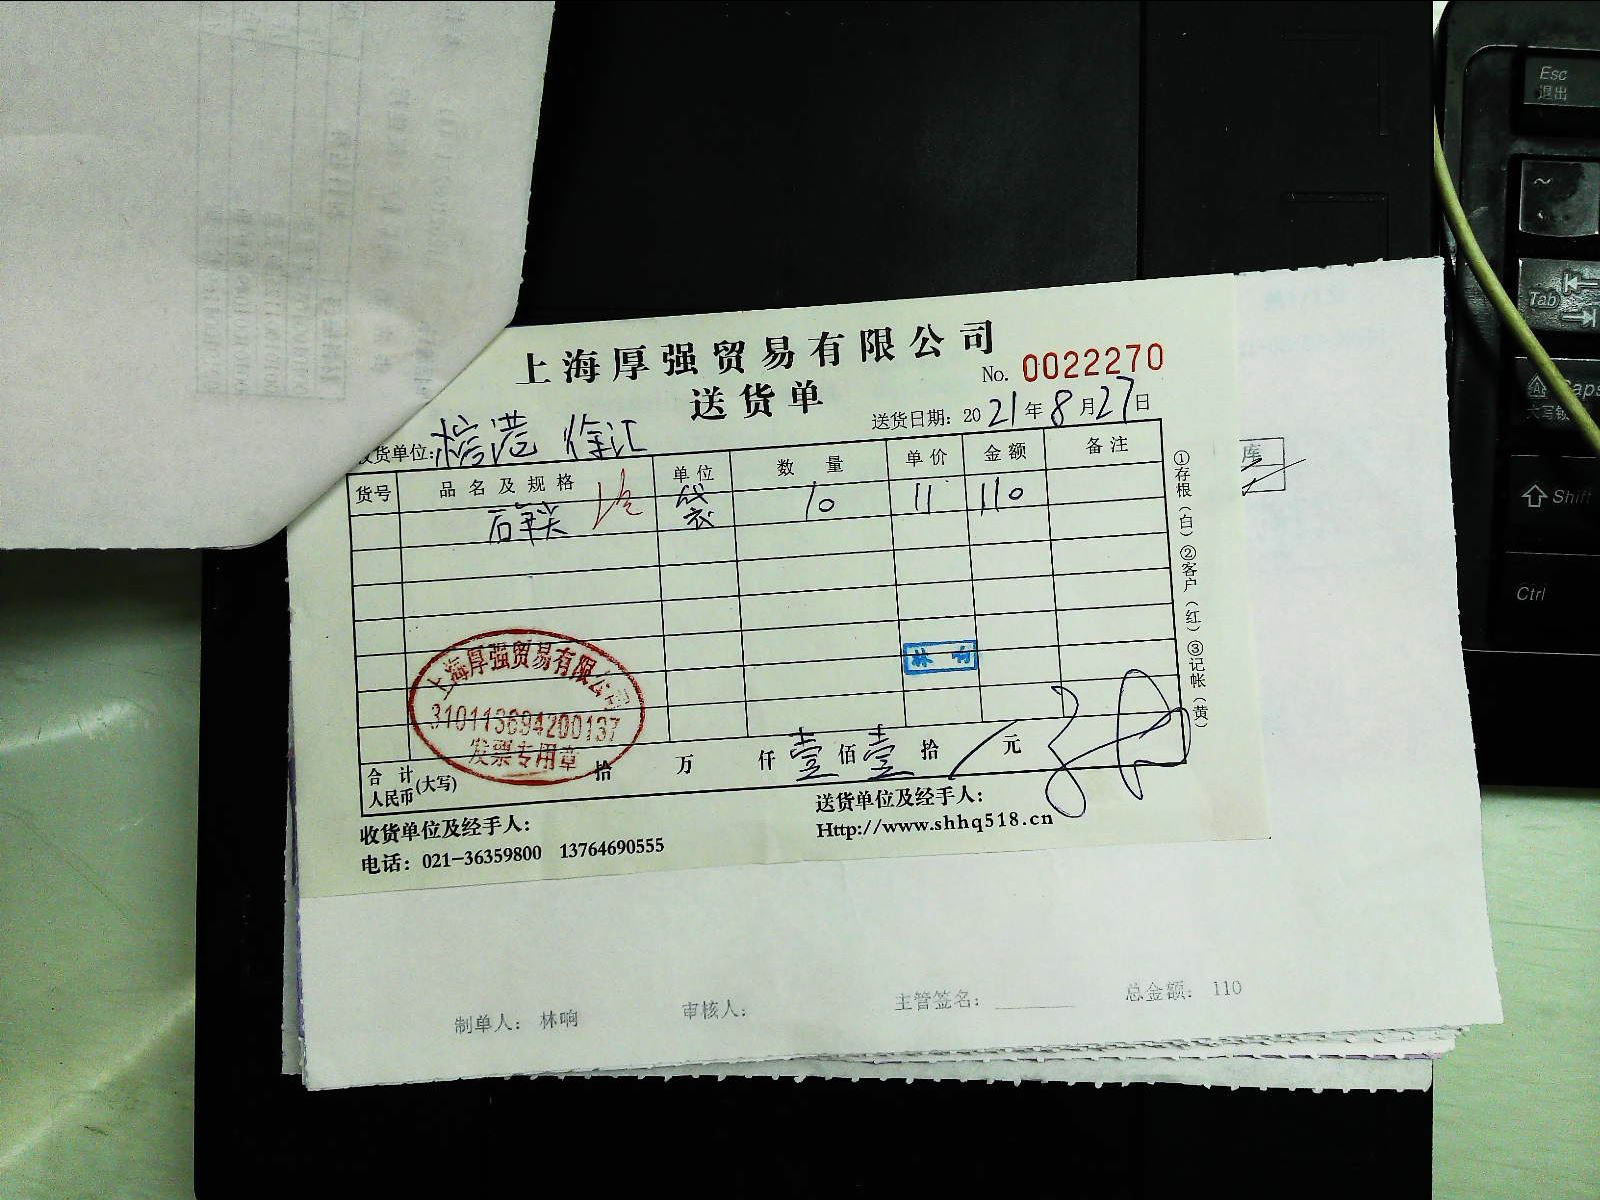 上海厚强贸易有限公司
No. 0022270
送货单
送货日期: 2021年8月27日
货单位: 徐汇
货号 品名及规格 单位 数量 单价 金额 备注
袋 10 11 110
①存根(白)②客户(红)③记帐(黄)
库
林响
上海厚强贸易有限公司
310113694200137
发票专用章
合计人民币(大写) 拾 万 仟 壹 佰 壹 拾 / 元
收货单位及经手人:
送货单位及经手人:
电话: 021-36359800 13764690555
Http://www.shhq518.cn
制单人: 林响 审核人: 主管签名: 总金额: 110
Esc
退出
~
Tab
Caps
大写锁
Shift
Ctrl